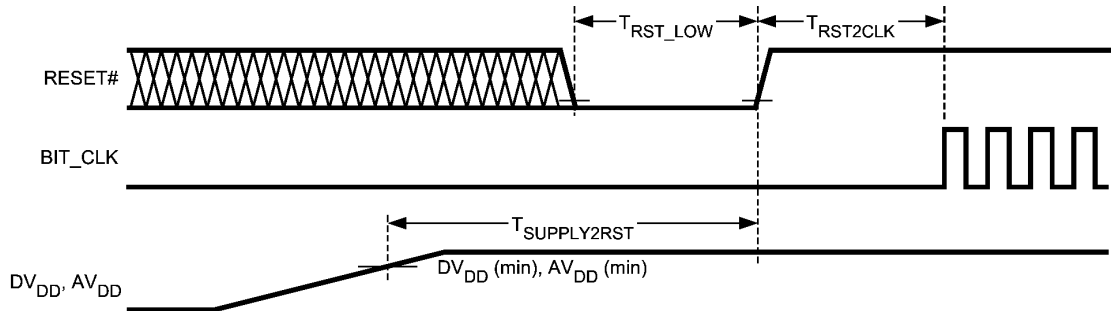 T_RST_LOW T_RST2CLK
RESET#
BIT_CLK
T_SUPPLY2RST
DV_DD (min), AV_DD (min)
DV_DD, AV_DD